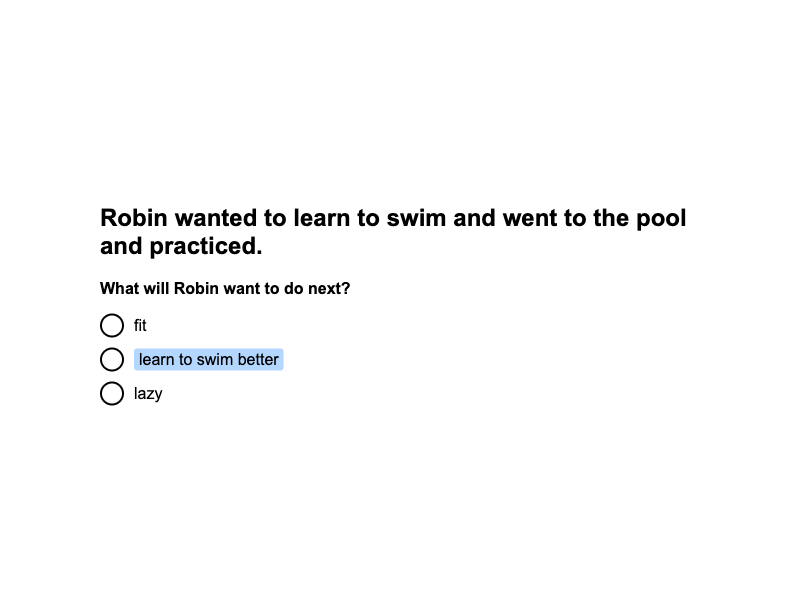 Robin wanted to learn to swim and went to the pool
and practiced.
What will Robin want to do next?
fit
learn to swim better
lazy